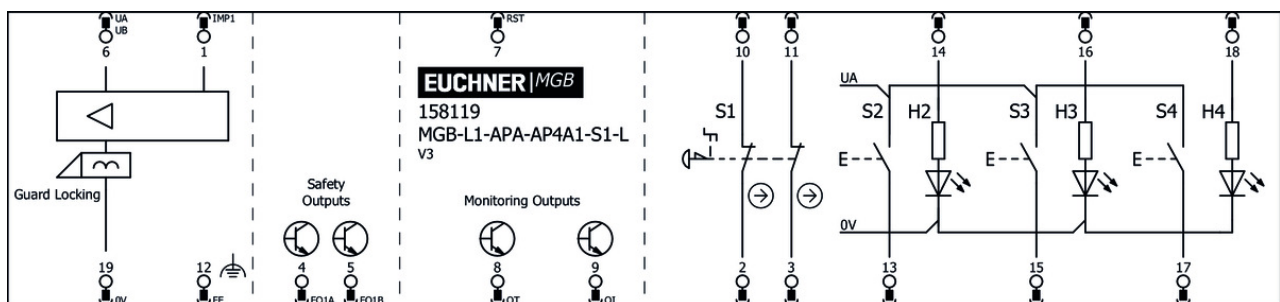 UA
UB
IMP1
RST
6
1
7
10
11
14
16
18
EUCHNER MGB
158119
MGB-L1-APA-AP4A1-S1-L
V3
UA
S1
S2
H2
S3
H3
S4
H4
E
E
E
Guard Locking
Safety
Outputs
Monitoring Outputs
0V
19
12
4
5
8
9
2
3
13
15
17
0V
FE
FO1A
FO1B
OT
OI